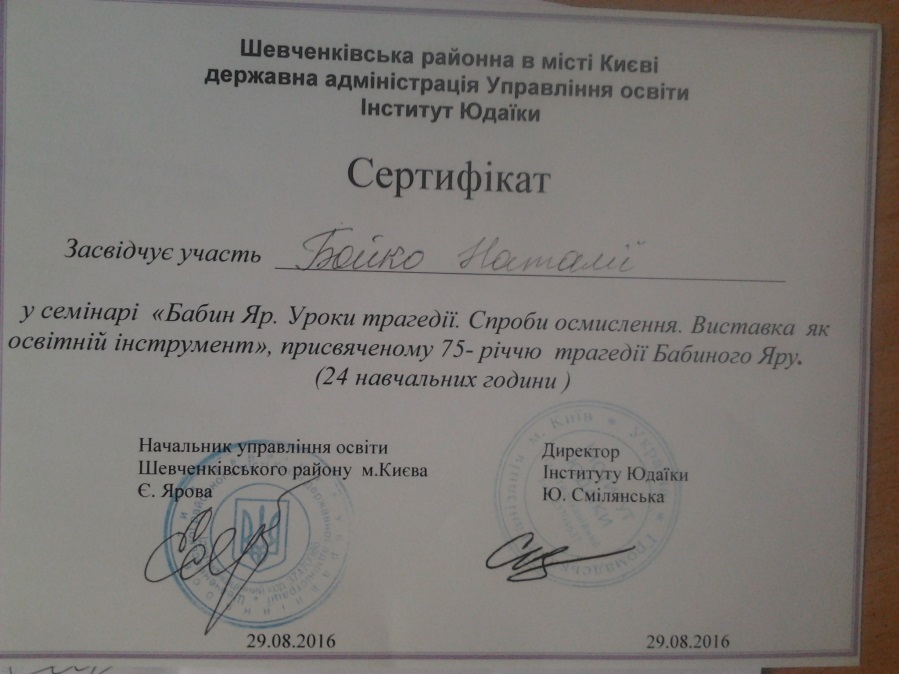 Шевченківська районна в місті Києві
державна адміністрація Управління освіти
Інститут Юдаїки
Сертифікат
Засвідчує участь Бойко Наталії
у семінарі «Бабин Яр. Уроки трагедії. Спроби осмислення. Виставка як
освітній інструмент», присвяченому 75- річчю трагедії Бабиного Яру.
(24 навчальних години )
Начальник управління освіти
Шевченківського району м.Києва
Є. Ярова
Директор
Інституту Юдаїки
Ю. Смілянська
29.08.2016
29.08.2016